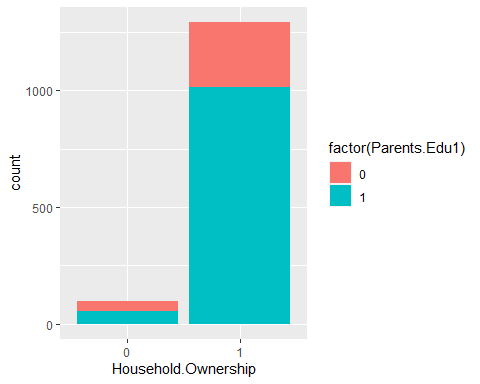 1000
500
0
count
0 1
Household.Ownership
factor(Parents.Edu1)
0
1